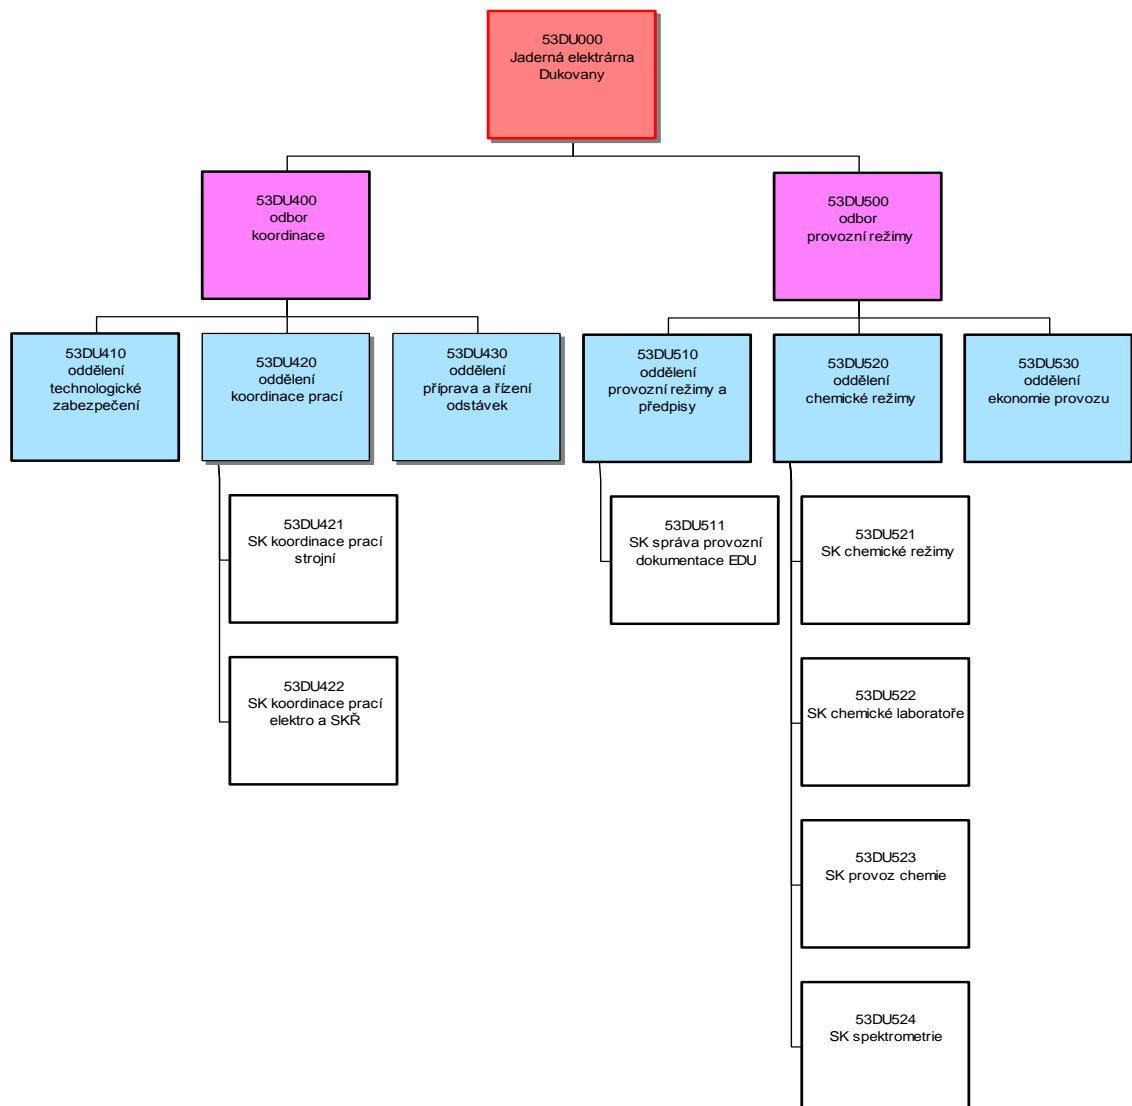 53DU000
Jaderná elektrárna
Dukovany
53DU400
odbor
koordinace
53DU500
odbor
provozní režimy
53DU410
oddělení
technologické
zabezpečení
53DU420
oddělení
koordinace prací
53DU430
oddělení
příprava a řízení
odstávek
53DU510
oddělení
provozní režimy a
předpisy
53DU520
oddělení
chemické režimy
53DU530
oddělení
ekonomie provozu
53DU421
SK koordinace prací
strojní
53DU511
SK správa provozní
dokumentace EDU
53DU521
SK chemické režimy
53DU422
SK koordinace prací
elektro a SKŘ
53DU522
SK chemické laboratoře
53DU523
SK provoz chemie
53DU524
SK spektrometrie